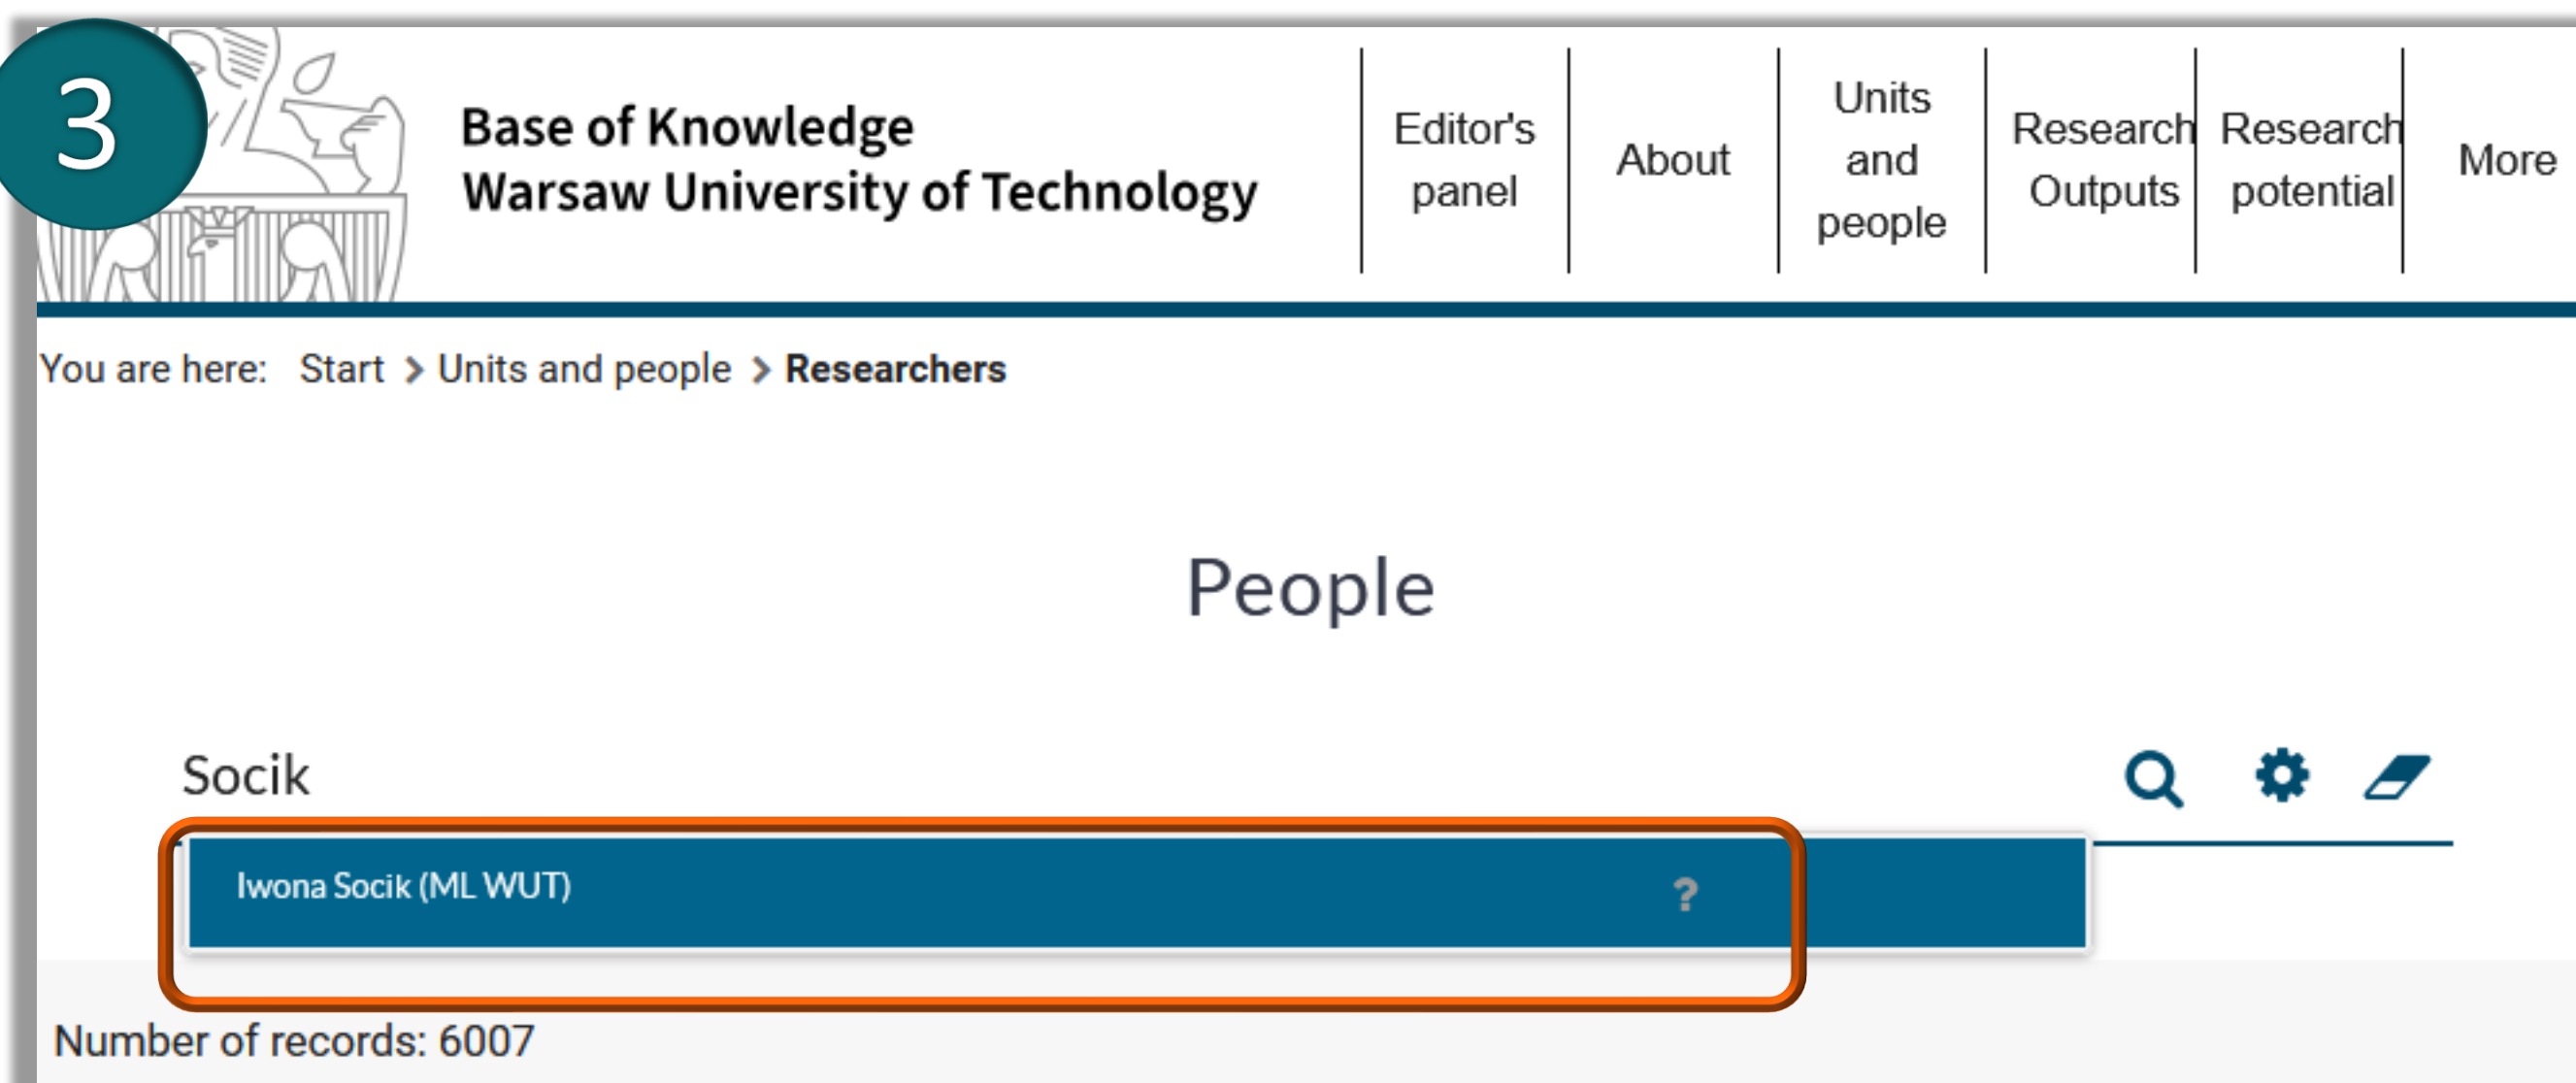 3
Base of Knowledge
Warsaw University of Technology
Editor's
panel
About
Units
and
people
Research
Outputs
Research
potential
More
You are here: Start > Units and people > Researchers
People
Socik
Iwona Socik (ML WUT) ?
Number of records: 6007